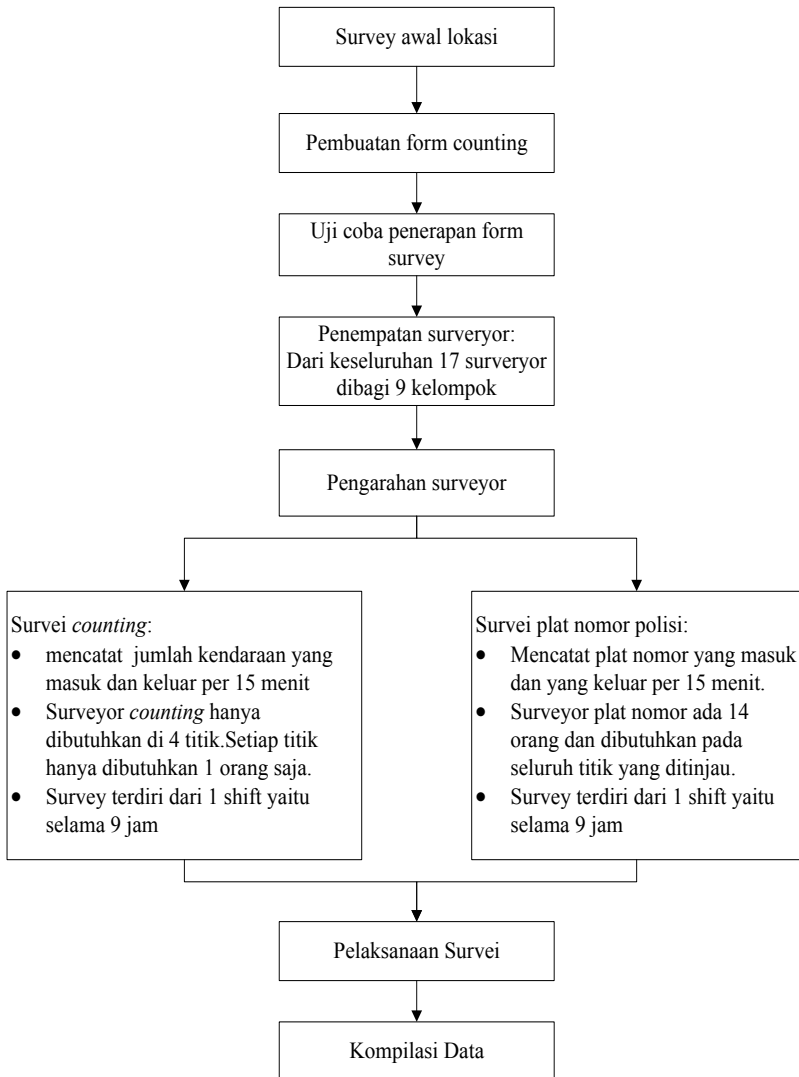 Survey awal lokasi
Pembuatan form counting
Uji coba penerapan form
survey
Penempatan surveryor:
Dari keseluruhan 17 surveryor
dibagi 9 kelompok
Pengarahan surveyor
Survei counting:
• mencatat jumlah kendaraan yang
masuk dan keluar per 15 menit
• Surveyor counting hanya
dibutuhkan di 4 titik.Setiap titik
hanya dibutuhkan 1 orang saja.
• Survey terdiri dari 1 shift yaitu
selama 9 jam
Survei plat nomor polisi:
• Mencatat plat nomor yang masuk
dan yang keluar per 15 menit.
• Surveyor plat nomor ada 14
orang dan dibutuhkan pada
seluruh titik yang ditinjau.
• Survey terdiri dari 1 shift yaitu
selama 9 jam
Pelaksanaan Survei
Kompilasi Data